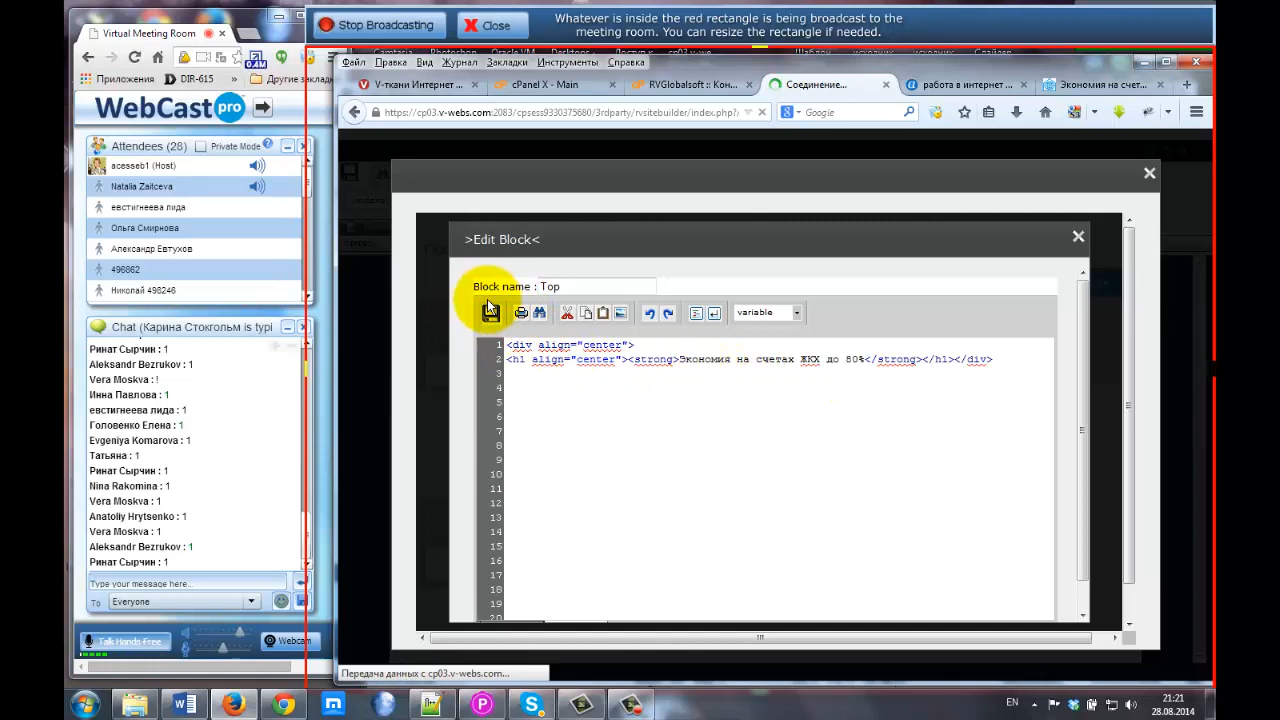 Stop Broadcasting
Close
Whatever is inside the red rectangle is being broadcast to the
meeting room. You can resize the rectangle if needed.
Virtual Meeting Room
Приложения
DIR-615
Другие заклад
WebCast pro
Attendees (28)
Private Mode
acesseb1 (Host)
Natalia Zaitceva
евстигнеева лида
Ольга Смирнова
Александр Евтухов
496862
Николай 498246
Chat (Карина Стокгольм is typi
Ринат Сырчин : 1
Aleksandr Bezrukov : 1
Vera Moskva : !
Инна Павлова : 1
евстигнеева лида : 1
Головенко Елена : 1
Evgeniya Komarova : 1
Татьяна : 1
Ринат Сырчин : 1
Nina Rakomina : 1
Vera Moskva : 1
Anatoliy Hrytsenko : 1
Vera Moskva : 1
Aleksandr Bezrukov : 1
Ринат Сырчин : 1
Type your message here...
To
Everyone
Talk Hands-Free
Webcam
Файл Правка Вид Журнал Закладки Инструменты Справка
V-ткани Интернет ...
cPanel X - Main
RVGlobalsoft :: Кон...
Соединение...
работа в интернет ...
Экономия на счет...
https://cp03.v-webs.com:2083/cpsess9330375680/3rdparty/rvsitebuilder/index.php?
Google
>Edit Block<
Block name : Top
variable
1 <div align="center">
2 <h1 align="center"><strong>Экономия на счетах ЖКХ до 80%</strong></h1></div>
3
4
5
6
7
8
9
10
11
12
13
14
15
16
17
18
19
20
Передача данных с cp03.v-webs.com...
EN
21:21
28.08.2014